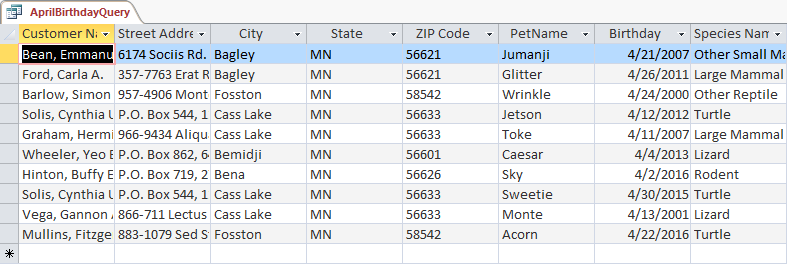 AprilBirthdayQuery
Customer Na Street Addre City State ZIP Code PetName Birthday Species Nam
Bean, Emmanu 6174 Sociis Rd. Bagley MN 56621 Jumanji 4/21/2007 Other Small Ma
Ford, Carla A. 357-7763 Erat R Bagley MN 56621 Glitter 4/26/2011 Large Mammal
Barlow, Simon 957-4906 Mont Fosston MN 58542 Wrinkle 4/24/2000 Other Reptile
Solis, Cynthia U P.O. Box 544, 1 Cass Lake MN 56633 Jetson 4/12/2012 Turtle
Graham, Hermi 966-9434 Aliqu Cass Lake MN 56633 Toke 4/11/2007 Large Mammal
Wheeler, Yeo B P.O. Box 862, 64 Bemidji MN 56601 Caesar 4/4/2013 Lizard
Hinton, Buffy E P.O. Box 719, 2 Bena MN 56626 Sky 4/2/2016 Rodent
Solis, Cynthia U P.O. Box 544, 1 Cass Lake MN 56633 Sweetie 4/30/2015 Turtle
Vega, Gannon A 866-711 Lectus Cass Lake MN 56633 Monte 4/13/2001 Lizard
Mullins, Fitzge 883-1079 Sed St Fosston MN 58542 Acorn 4/22/2016 Turtle